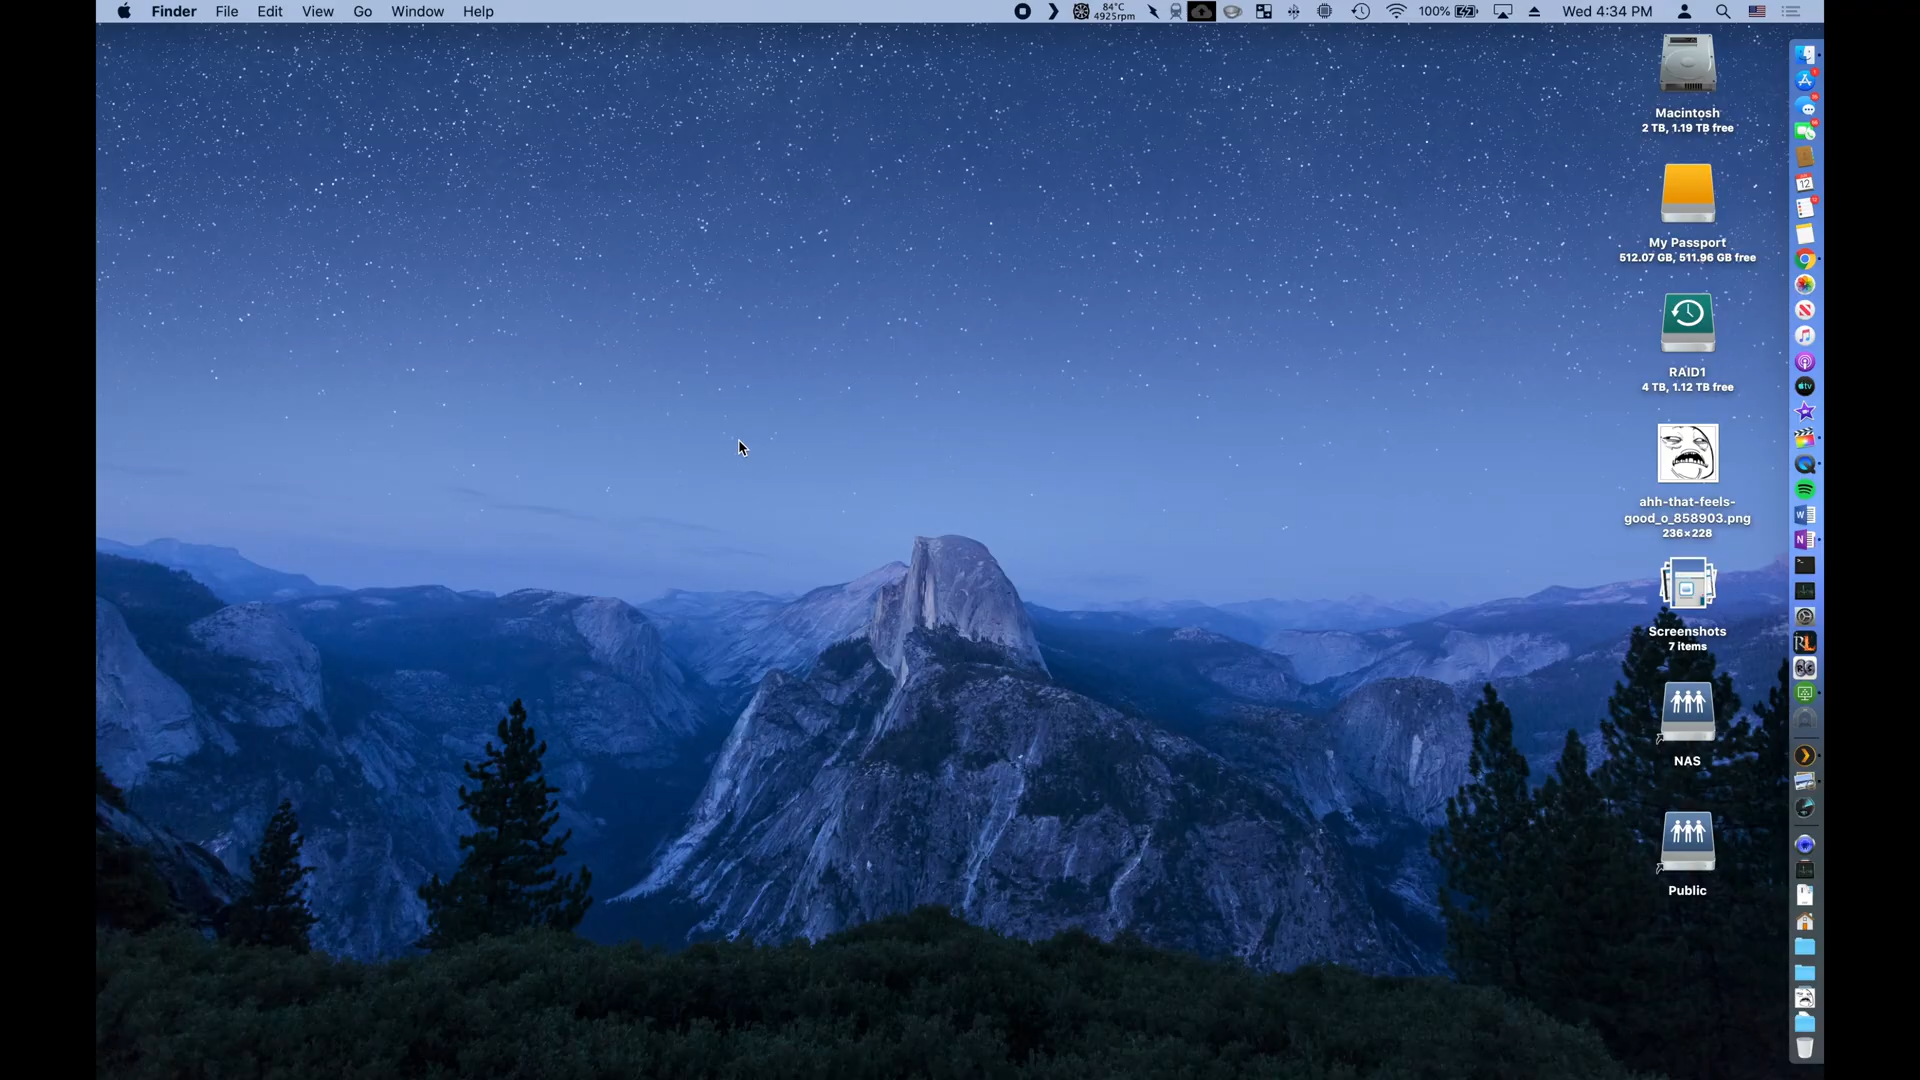 Finder File Edit View Go Window Help
84°C
4925rpm
100%
Wed 4:34 PM
Macintosh
2 TB, 1.19 TB free
My Passport
512.07 GB, 511.96 GB free
RAID1
4 TB, 1.12 TB free
ahh-that-feels-
good_o_858903.png
236×228
Screenshots
7 items
NAS
Public
12
tv
W
N